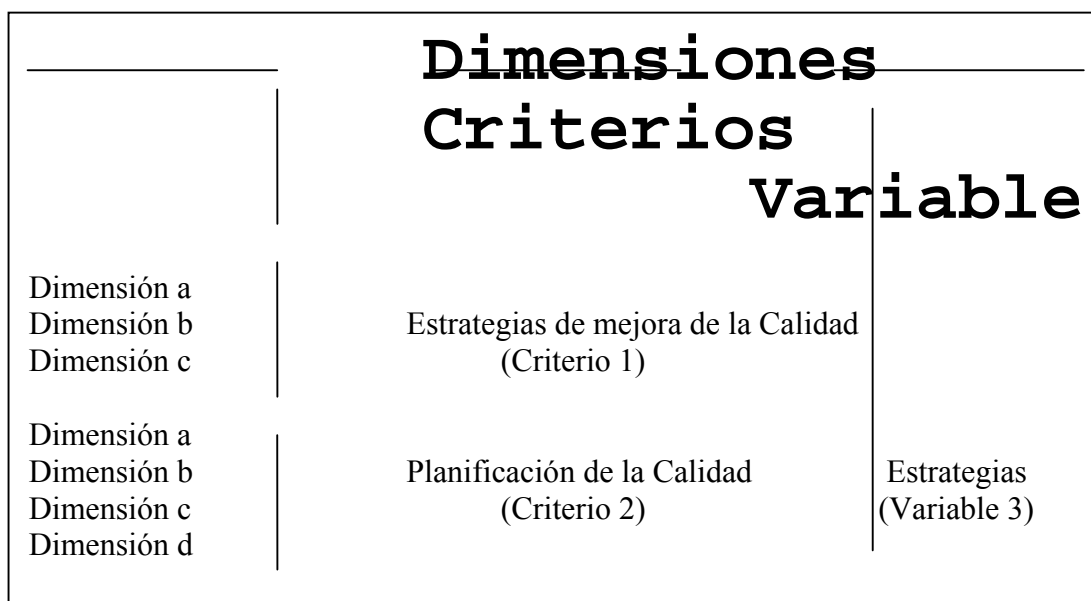 Dimensiones
Criterios
Variable
Dimensión a
Dimensión b
Estrategias de mejora de la Calidad
Dimensión c
(Criterio 1)
Dimensión a
Dimensión b
Planificación de la Calidad
Estrategias
Dimensión c
(Criterio 2)
(Variable 3)
Dimensión d